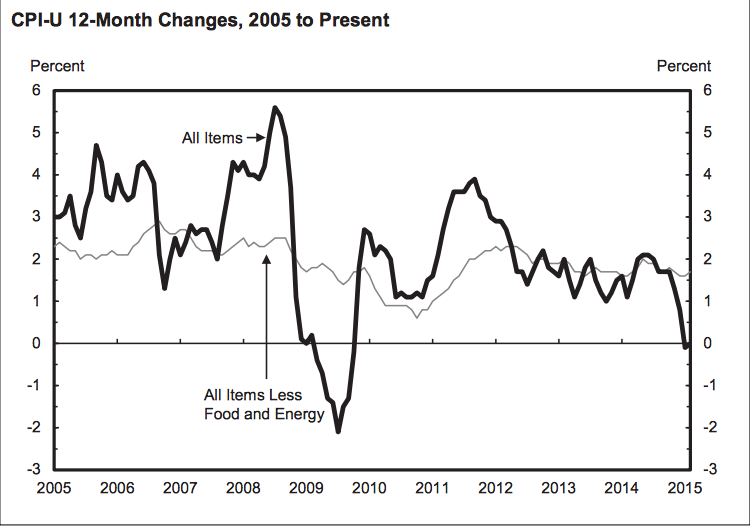 CPI-U 12-Month Changes, 2005 to Present
Percent Percent
6 6
5 5
All Items
4 4
3 3
2 2
1 1
0 0
-1 -1
All Items Less
Food and Energy
-2 -2
-3 -3
2005 2006 2007 2008 2009 2010 2011 2012 2013 2014 2015